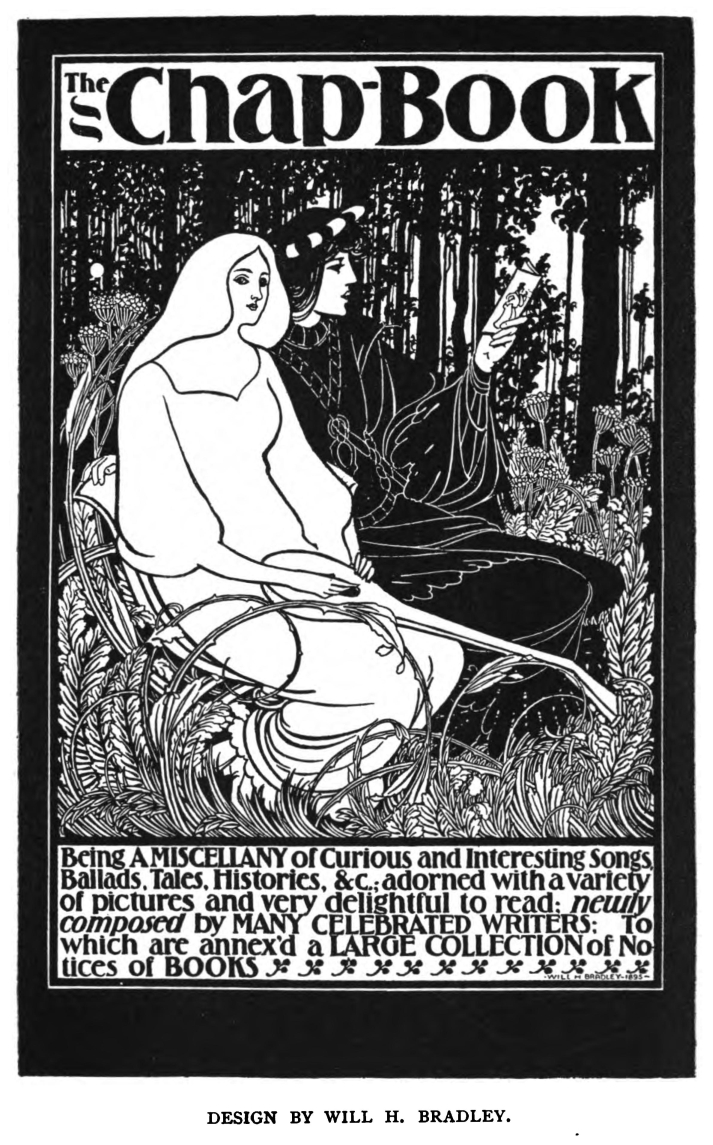 The Chap-Book
Being A MISCELLANY of Curious and Interesting Songs,
Ballads, Tales, Histories, &c.; adorned with a variety
of pictures and very delightful to read: newly
composed by MANY CELEBRATED WRITERS: To
which are annex'd a LARGE COLLECTION of No-
tices of BOOKS
·WILL H BRADLEY-1895-
DESIGN BY WILL H. BRADLEY.